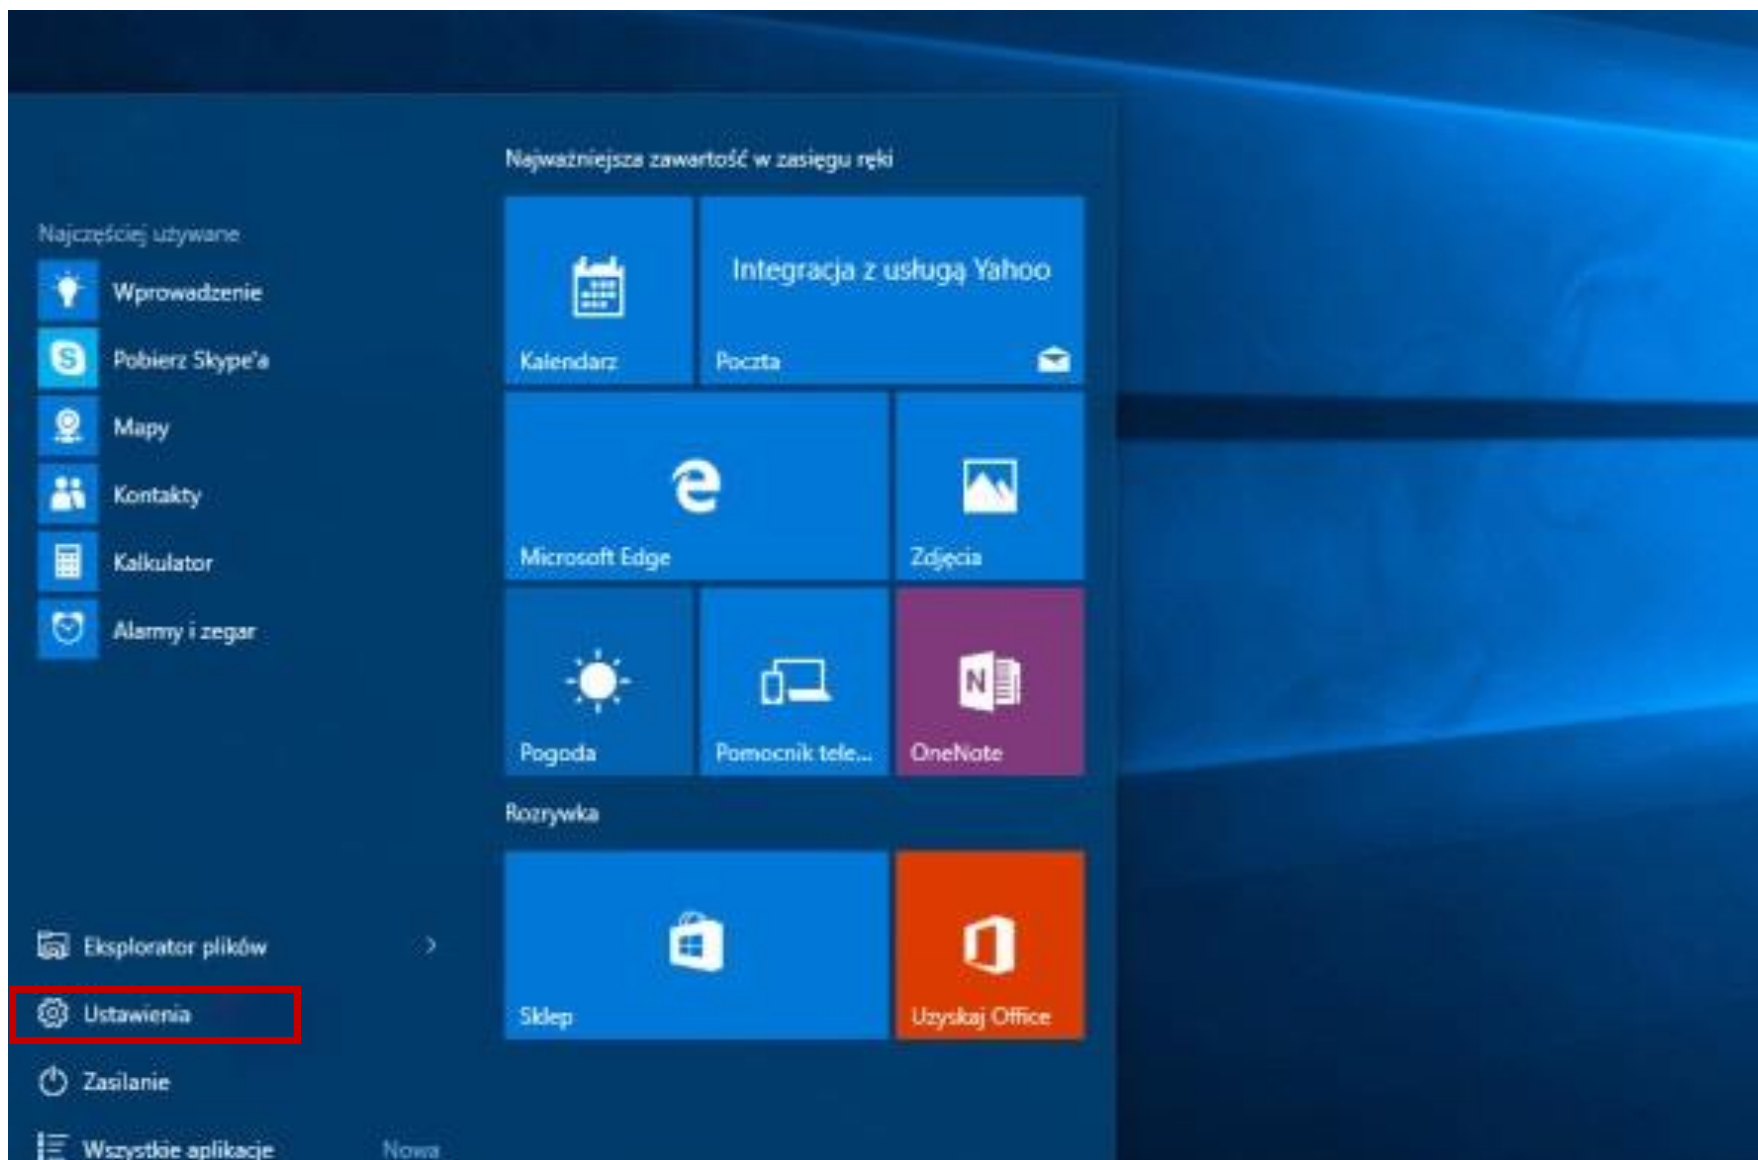 Najczęściej używane
Wprowadzenie
Pobierz Skype'a
Mapy
Kontakty
Kalkulator
Alarmy i zegar
Eksplorator plików
Ustawienia
Zasilanie
Wszystkie aplikacje Nowa
Najważniejsza zawartość w zasięgu ręki
Kalendarz
Integracja z usługą Yahoo
Poczta
Microsoft Edge
Zdjęcia
Pogoda
Pomocnik tele...
N
OneNote
Rozrywka
Sklep
Uzyskaj Office